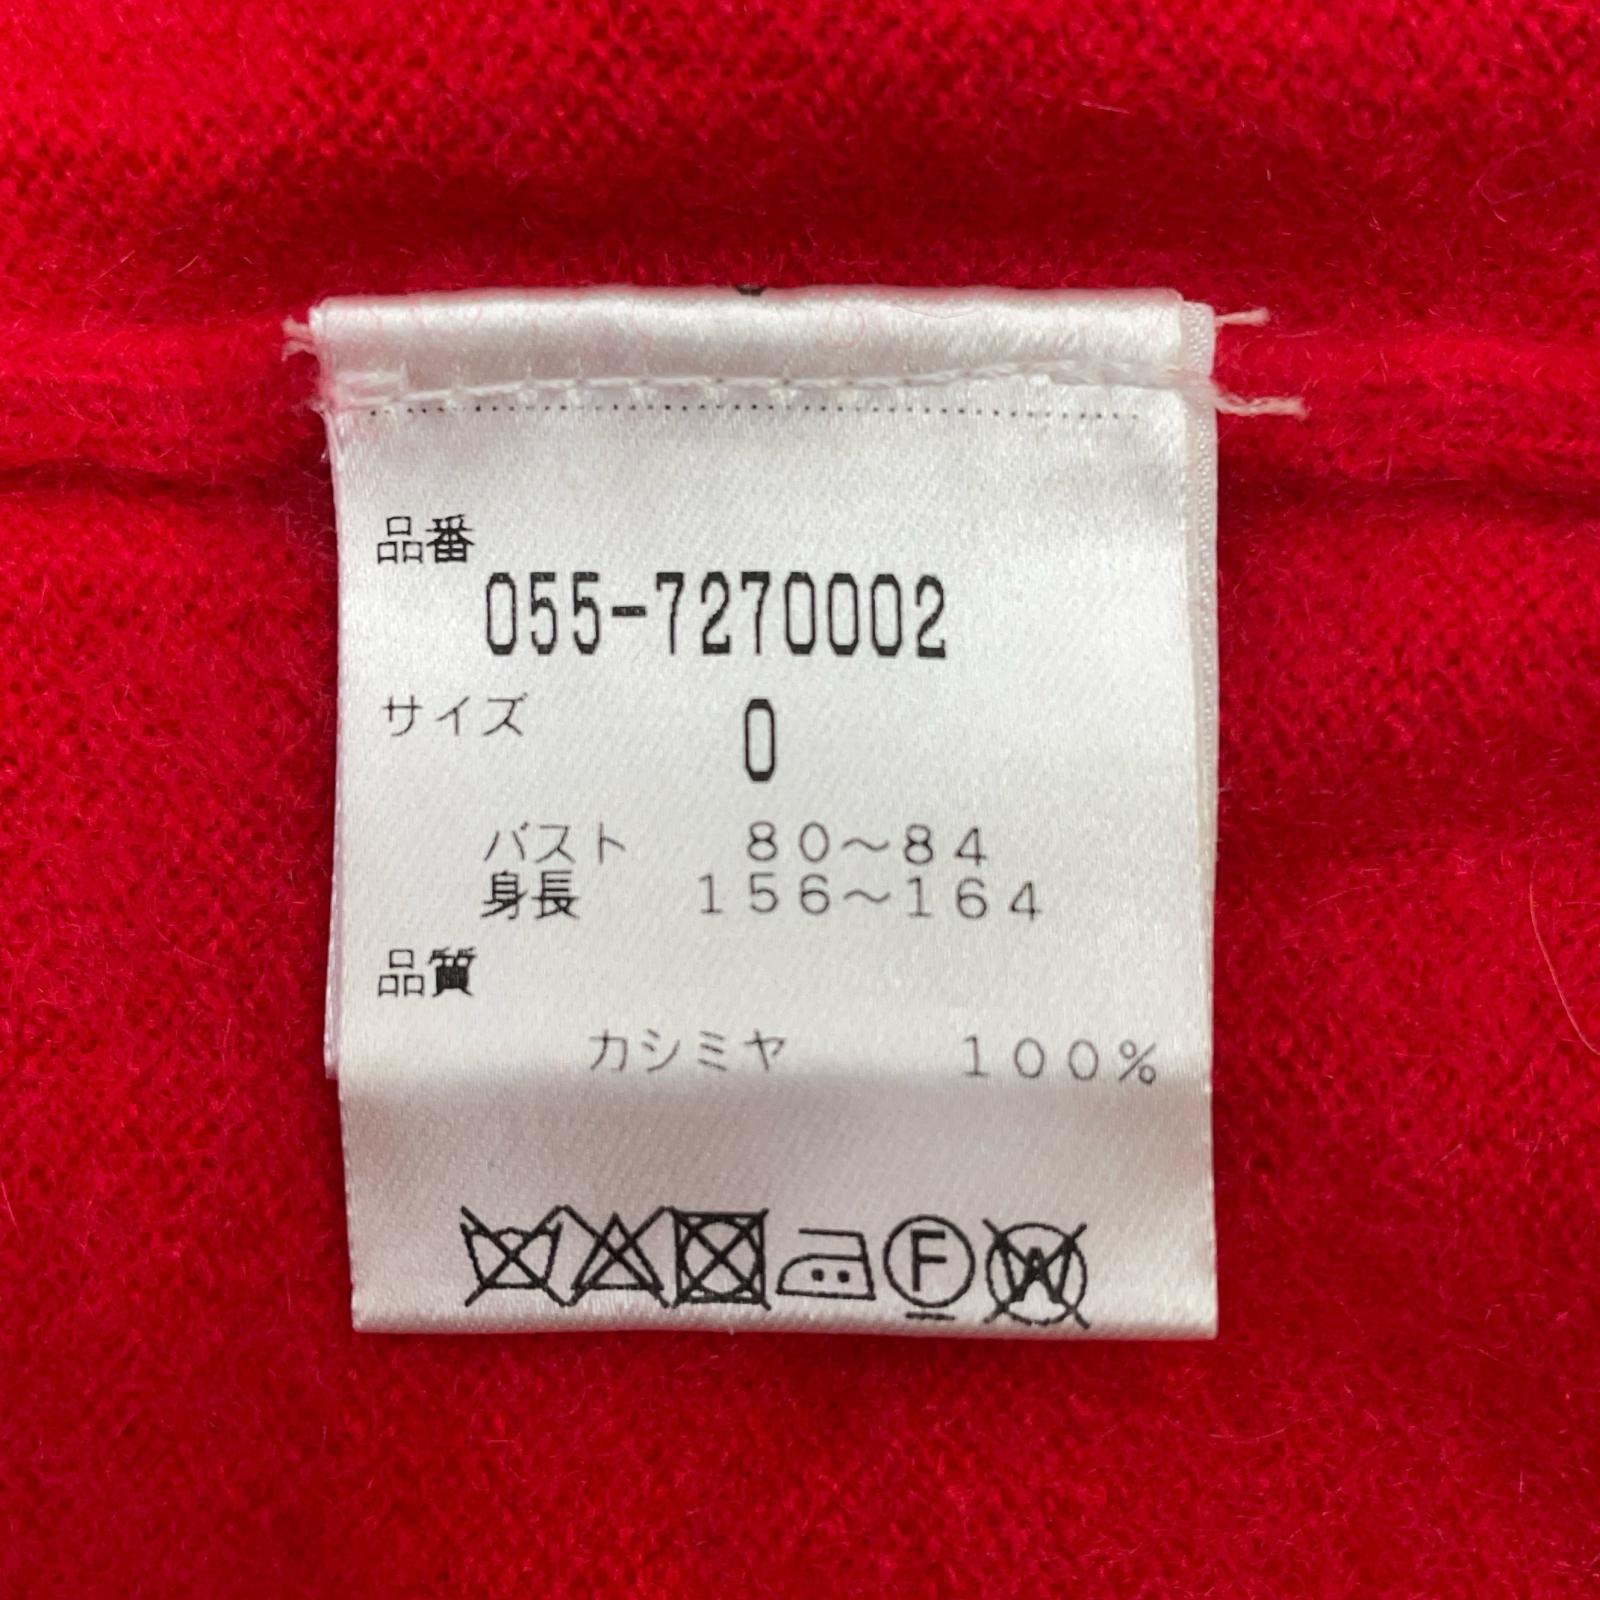 品番
055-7270002
サイズ
0
バスト 80～84
身長 156～164
品質
カシミヤ 100%
F
W